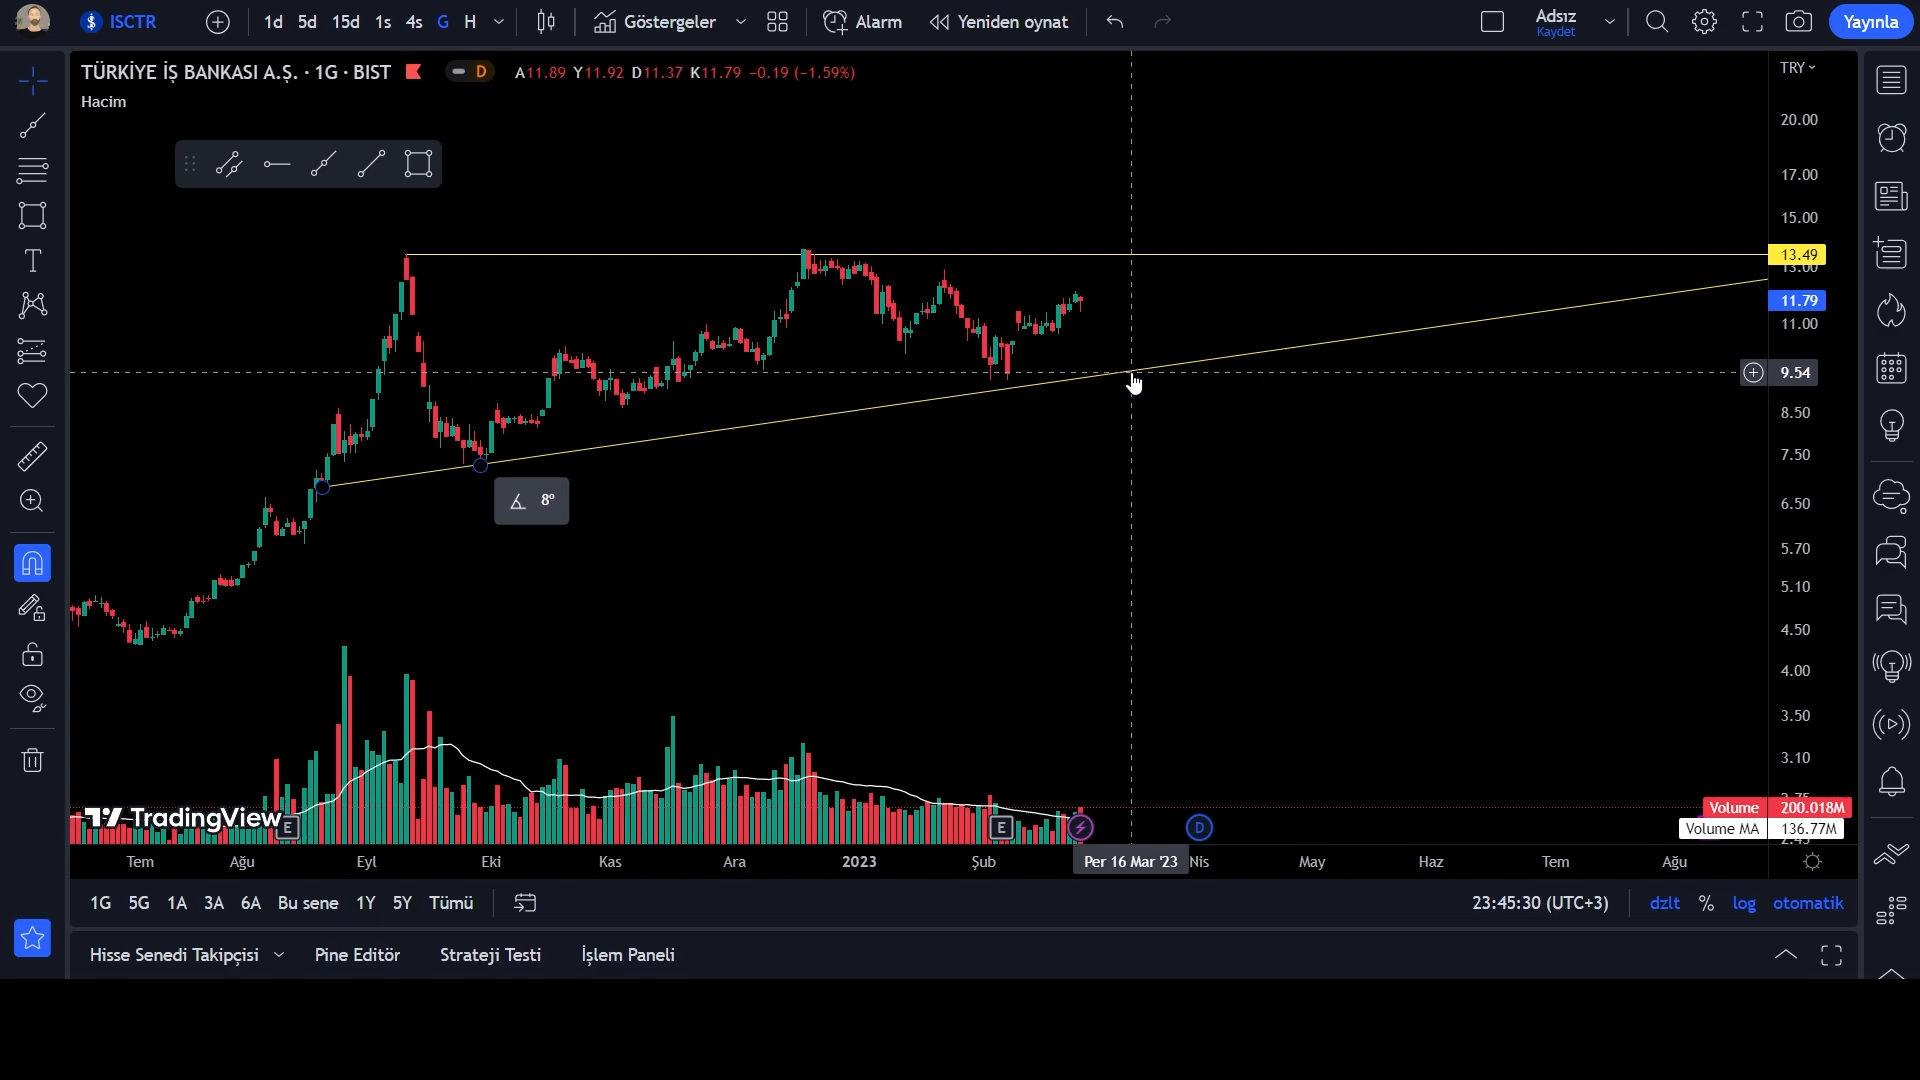 ISCTR
1d 5d 15d 1s 4s G H
Göstergeler
Alarm
Yeniden oynat
Adsız
Kaydet
Yayınla
TÜRKİYE İŞ BANKASI A.Ş. · 1G · BIST
D
A11.89 Y11.92 D11.37 K11.79 −0.19 (−1.59%)
Hacim
TRY
20.00
17.00
15.00
13.49
13.00
11.79
11.00
9.54
8.50
7.50
8°
6.50
5.70
5.10
4.50
4.00
3.50
3.10
Volume 200.018M
Volume MA 136.77M
2.45
TradingView
E
E
D
Tem Ağu Eyl Eki Kas Ara 2023 Şub Per 16 Mar '23 Nis May Haz Tem Ağu
1G 5G 1A 3A 6A Bu sene 1Y 5Y Tümü
23:45:30 (UTC+3)
dzlt % log otomatik
Hisse Senedi Takipçisi
Pine Editör
Strateji Testi
İşlem Paneli